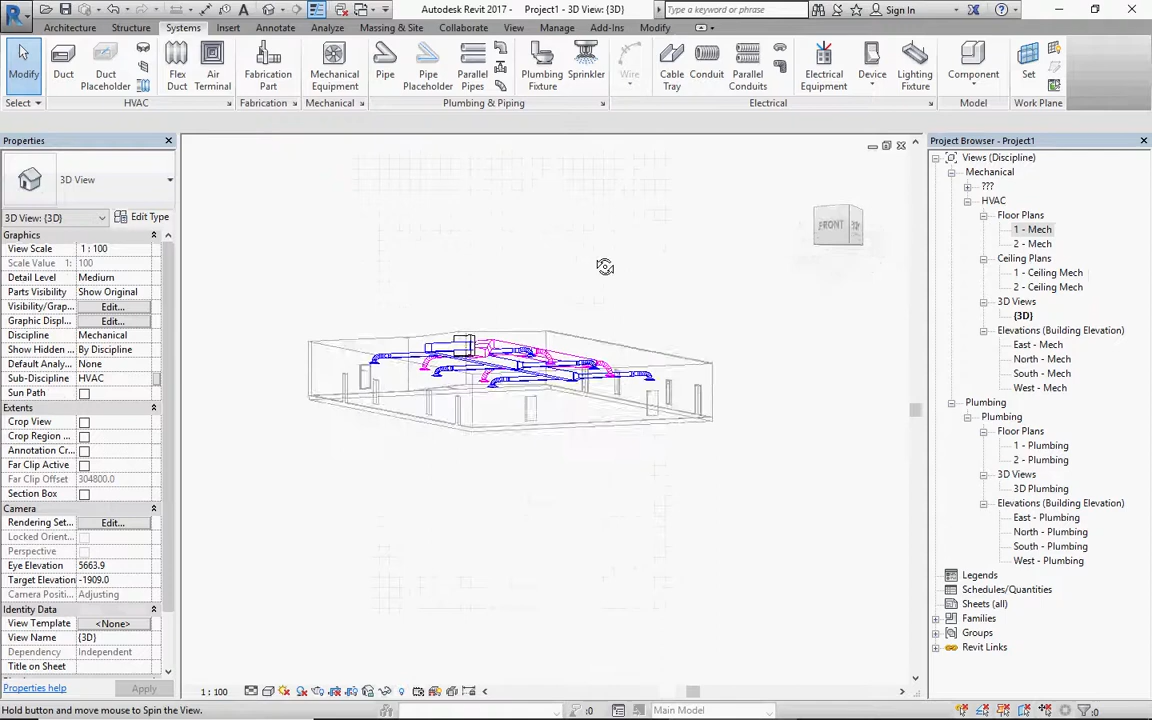 Autodesk Revit 2017 - Project1 - 3D View: {3D}
Type a keyword or phrase
Sign In
Architecture Structure Systems Insert Annotate Analyze Massing & Site Collaborate View Manage Add-Ins Modify
Modify
Duct
Duct Placeholder
Flex Duct
Air Terminal
Fabrication Part
Mechanical Equipment
Pipe
Pipe Placeholder
Parallel Pipes
Plumbing Fixture
Sprinkler
Wire
Cable Tray
Conduit
Parallel Conduits
Electrical Equipment
Device
Lighting Fixture
Component
Set
Select HVAC Fabrication Mechanical Plumbing & Piping Electrical Model Work Plane
Properties
3D View
3D View: {3D} Edit Type
Graphics
View Scale 1 : 100
Scale Value 1: 100
Detail Level Medium
Parts Visibility Show Original
Visibility/Grap... Edit...
Graphic Displ... Edit...
Discipline Mechanical
Show Hidden ... By Discipline
Default Analy... None
Sub-Discipline HVAC
Sun Path
Extents
Crop View
Crop Region ...
Annotation Cr...
Far Clip Active
Far Clip Offset 304800.0
Section Box
Camera
Rendering Set... Edit...
Locked Orient...
Perspective
Eye Elevation 5663.9
Target Elevation -1909.0
Camera Positi... Adjusting
Identity Data
View Template <None>
View Name {3D}
Dependency Independent
Title on Sheet
Properties help Apply
FRONT
1 : 100
Project Browser - Project1
Views (Discipline)
Mechanical
???
HVAC
Floor Plans
1 - Mech
2 - Mech
Ceiling Plans
1 - Ceiling Mech
2 - Ceiling Mech
3D Views
{3D}
Elevations (Building Elevation)
East - Mech
North - Mech
South - Mech
West - Mech
Plumbing
Plumbing
Floor Plans
1 - Plumbing
2 - Plumbing
3D Views
3D Plumbing
Elevations (Building Elevation)
East - Plumbing
North - Plumbing
South - Plumbing
West - Plumbing
Legends
Schedules/Quantities
Sheets (all)
Families
Groups
Revit Links
Hold button and move mouse to Spin the View.
:0
Main Model
:0